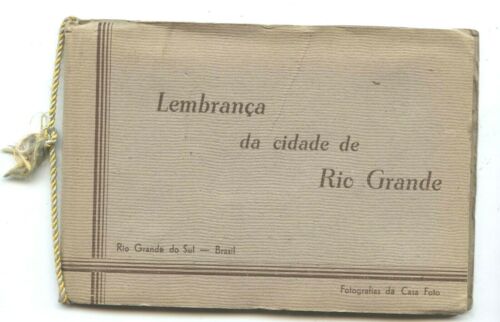 Lembrança
da cidade de
Rio Grande
Rio Grande do Sul — Brasil
Fotografias da Casa Foto